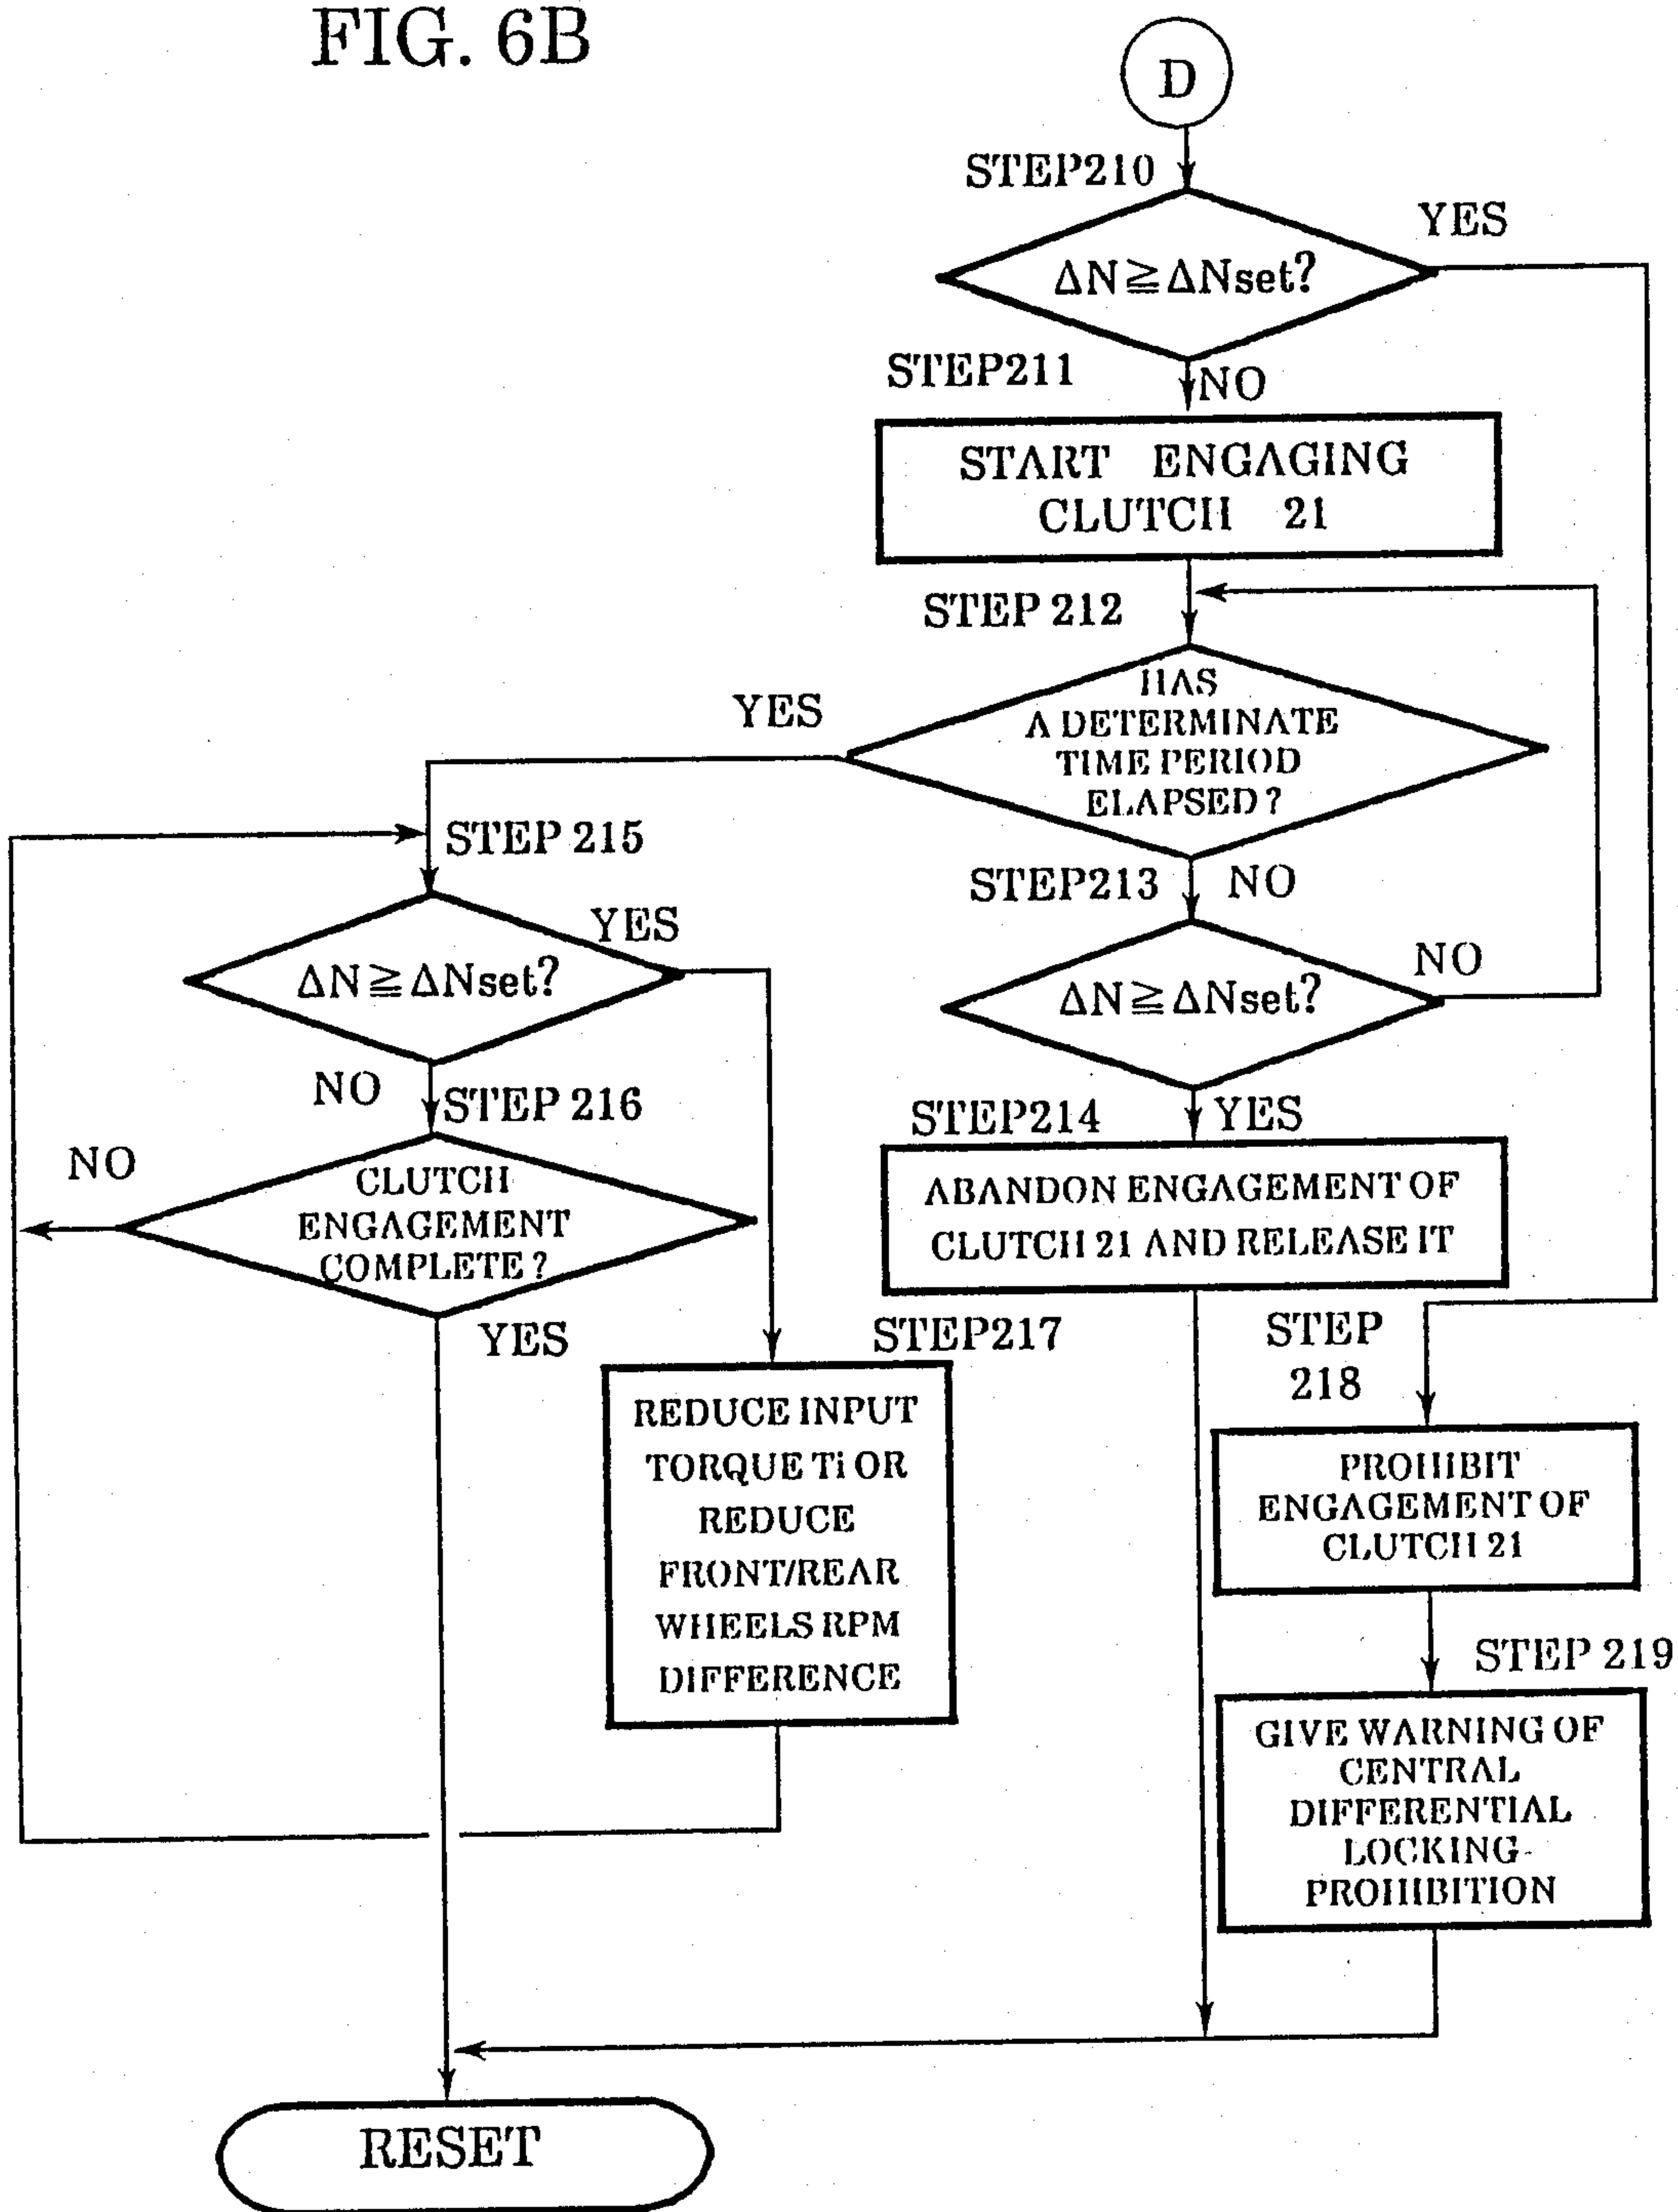 FIG. 6B
D
STEP210
YES
ΔN≧ΔNset?
STEP211
NO
START ENGAGING
CLUTCH 21
STEP 212
HAS
A DETERMINATE
TIME PERIOD
ELAPSED?
YES
STEP 215
STEP213
NO
YES
ΔN≧ΔNset?
NO
ΔN≧ΔNset?
NO
STEP 216
STEP214
YES
NO
CLUTCH
ENGAGEMENT
COMPLETE?
ABANDON ENGAGEMENT OF
CLUTCH 21 AND RELEASE IT
YES
STEP217
STEP
218
REDUCE INPUT
TORQUE Ti OR
REDUCE
FRONT/REAR
WHEELS RPM
DIFFERENCE
PROHIBIT
ENGAGEMENT OF
CLUTCH 21
STEP 219
GIVE WARNING OF
CENTRAL
DIFFERENTIAL
LOCKING-
PROHIBITION
RESET